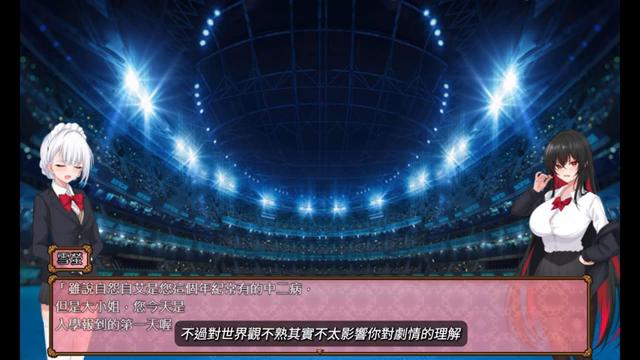 雪螢
「雖說自怨自艾是您這個年紀常有的中二病，
但是大小姐，您今天是
入學報到的第一天喔
不過對世界觀不熟其實不太影響你對劇情的理解